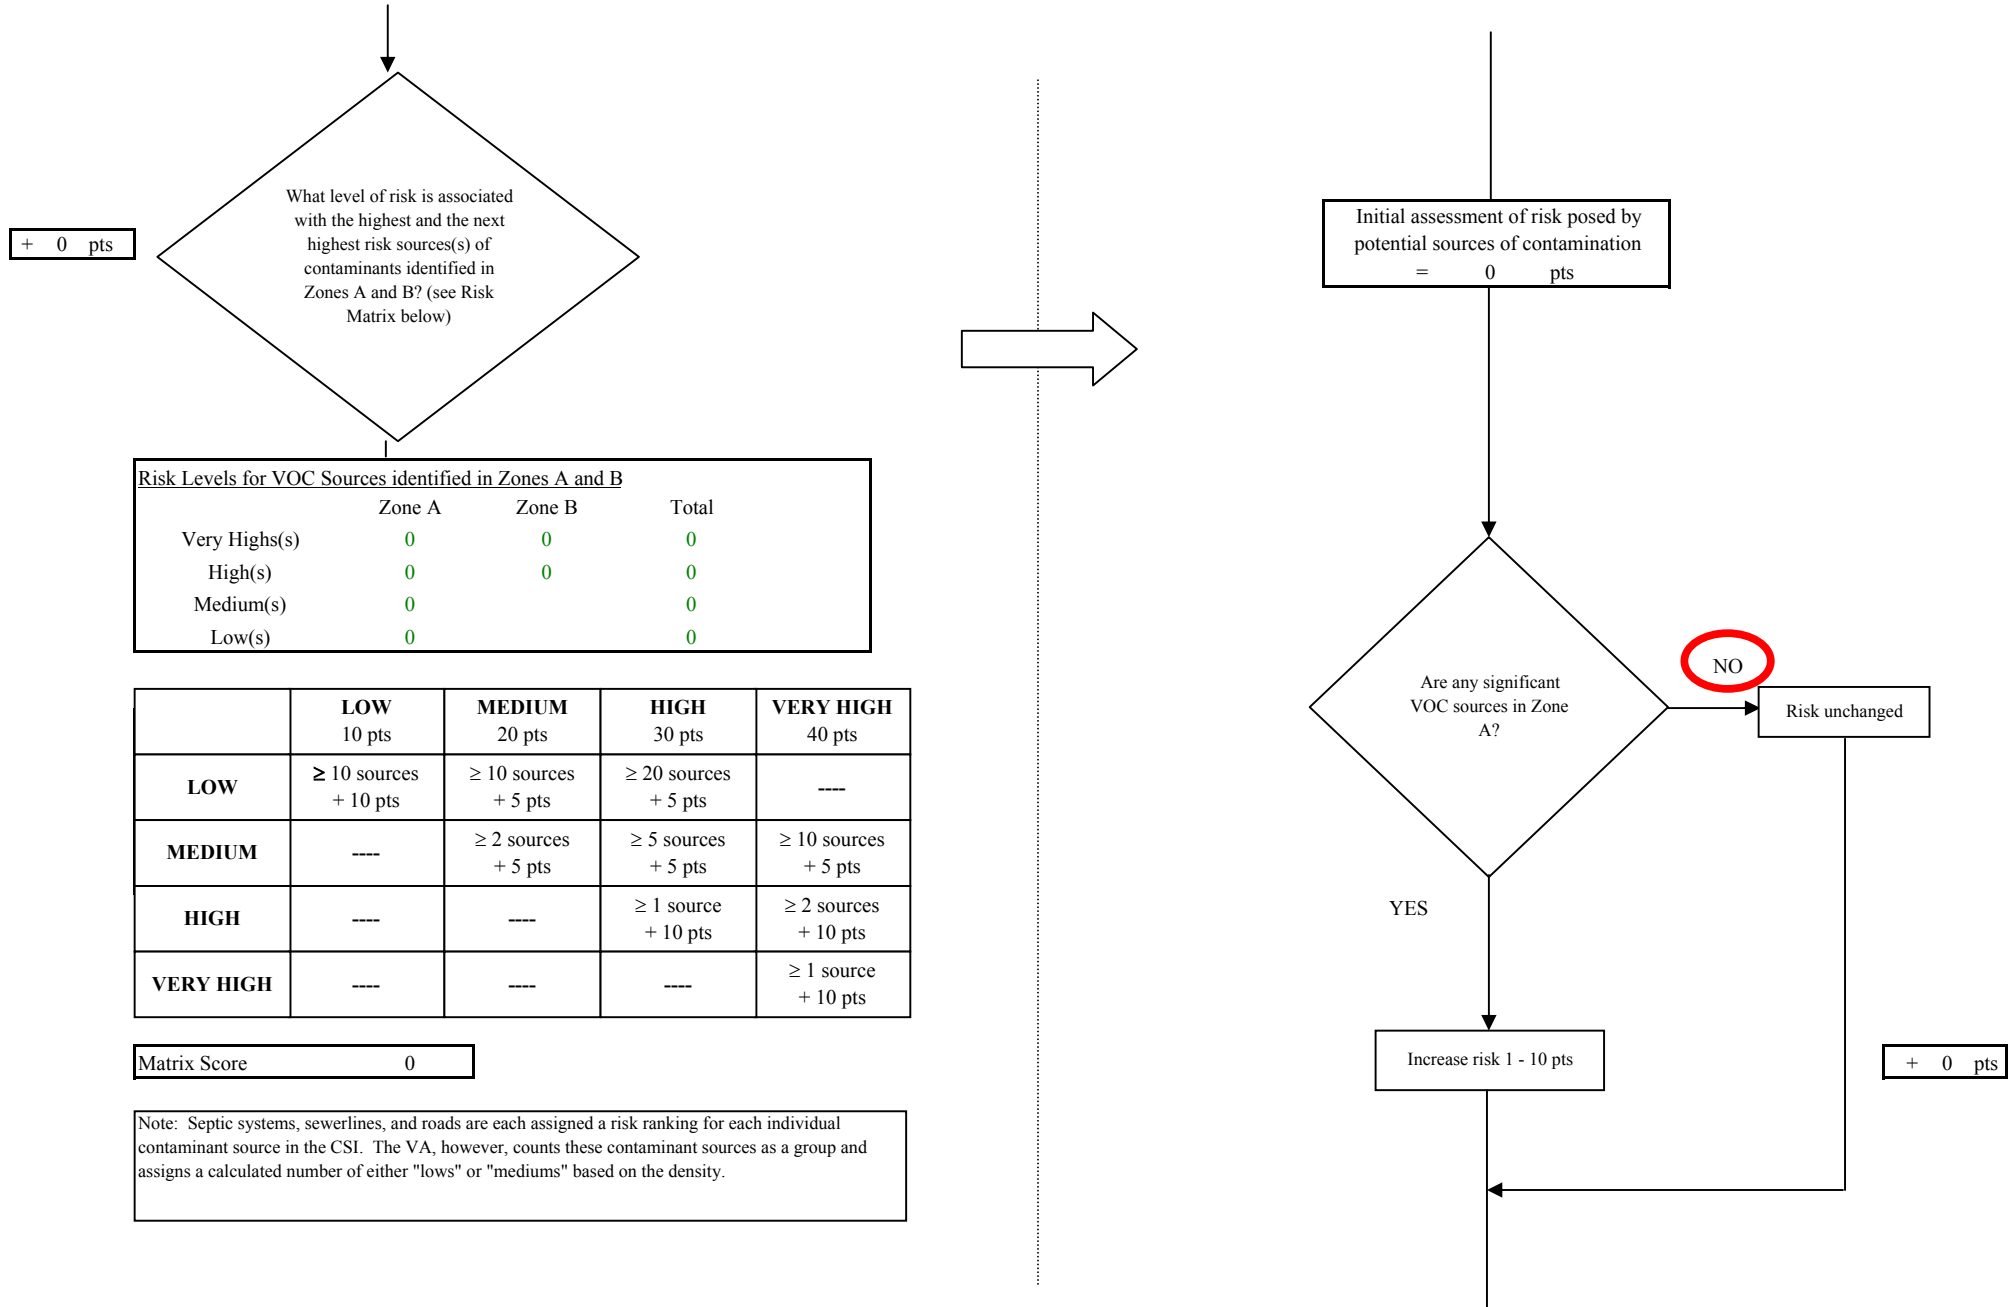 What level of risk is associated
with the highest and the next
highest risk sources(s) of
contaminants identified in
Zones A and B? (see Risk
Matrix below)
+ 0 pts
Risk Levels for VOC Sources identified in Zones A and B
Zone A Zone B Total
Very Highs(s) 0 0 0
High(s) 0 0 0
Medium(s) 0 0
Low(s) 0 0
LOW MEDIUM HIGH VERY HIGH
10 pts 20 pts 30 pts 40 pts
LOW ≥ 10 sources ≥ 10 sources ≥ 20 sources ----
+ 10 pts + 5 pts + 5 pts
MEDIUM ---- ≥ 2 sources ≥ 5 sources ≥ 10 sources
+ 5 pts + 5 pts + 5 pts
HIGH ---- ---- ≥ 1 source ≥ 2 sources
+ 10 pts + 10 pts
VERY HIGH ---- ---- ---- ≥ 1 source
+ 10 pts
Matrix Score 0
Note: Septic systems, sewerlines, and roads are each assigned a risk ranking for each individual
contaminant source in the CSI. The VA, however, counts these contaminant sources as a group and
assigns a calculated number of either "lows" or "mediums" based on the density.
Initial assessment of risk posed by
potential sources of contamination
= 0 pts
Are any significant
VOC sources in Zone
A?
NO
Risk unchanged
YES
Increase risk 1 - 10 pts
+ 0 pts